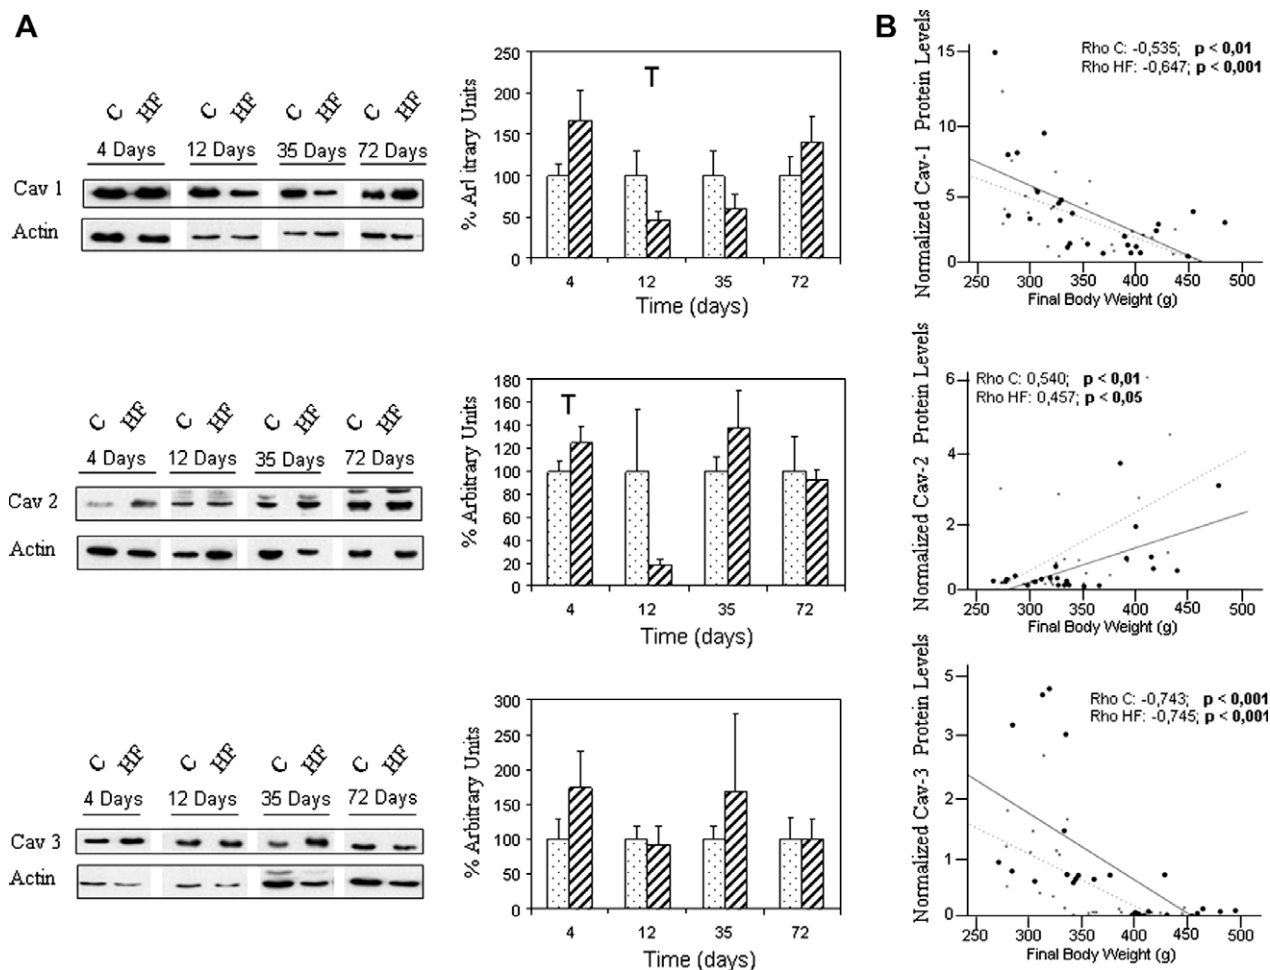 A
B
C HF C HF C HF C HF
4 Days 12 Days 35 Days 72 Days
Cav 1
Actin
250
200
150
100
50
0
% Arl itrary Units
T
4 12 35 72
Time (days)
Normalized Cav-1 Protein Levels
15
10
5
0
Rho C: -0,535; p < 0,01
Rho HF: -0,647; p < 0,001
250 300 350 400 450 500
Final Body Weight (g)
C HF C HF C HF C HF
4 Days 12 Days 35 Days 72 Days
Cav 2
Actin
180
160
140
120
100
80
60
40
20
0
% Arbitrary Units
T
4 12 35 72
Time (days)
Normalized Cav-2 Protein Levels
6
4
2
0
Rho C: 0,540; p < 0,01
Rho HF: 0,457; p < 0,05
250 300 350 400 450 500
Final Body Weight (g)
C HF C HF C HF C HF
4 Days 12 Days 35 Days 72 Days
Cav 3
Actin
300
250
200
150
100
50
0
% Arbitrary Units
4 12 35 72
Time (days)
Normalized Cav-3 Protein Levels
5
3
2
1
0
Rho C: -0,743; p < 0,001
Rho HF: -0,745; p < 0,001
250 300 350 400 450 500
Final Body Weight (g)